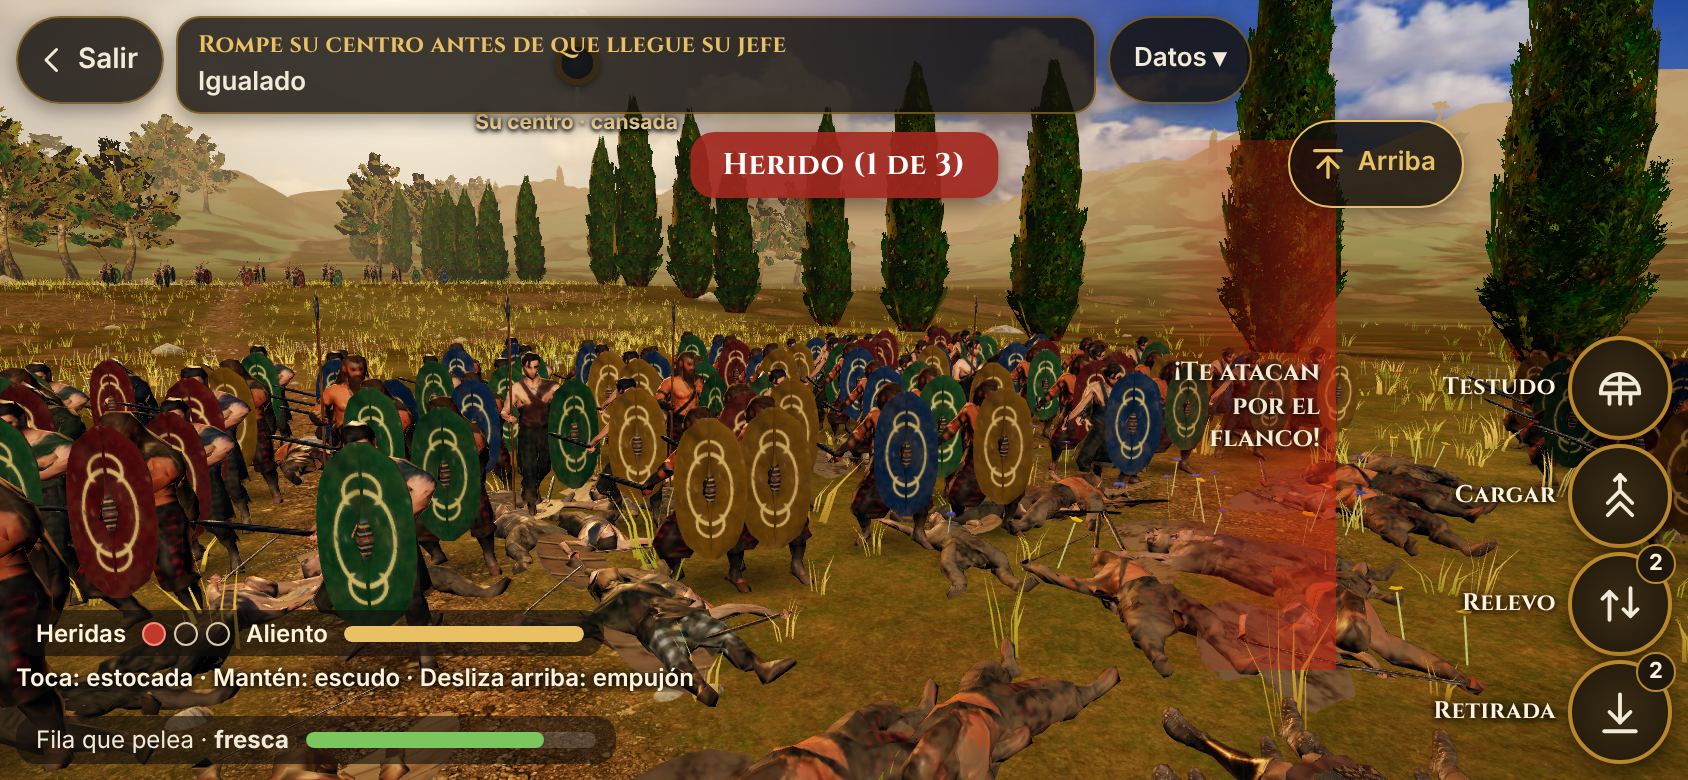 Salir
Rompe su centro antes de que llegue su jefe
Igualado
Datos ▾
Su centro · cansada
Herido (1 de 3)
Arriba
¡Te atacan
por el
flanco!
Testudo
Cargar
2
Relevo
2
Retirada
Heridas Aliento
Toca: estocada · Mantén: escudo · Desliza arriba: empujón
Fila que pelea · fresca